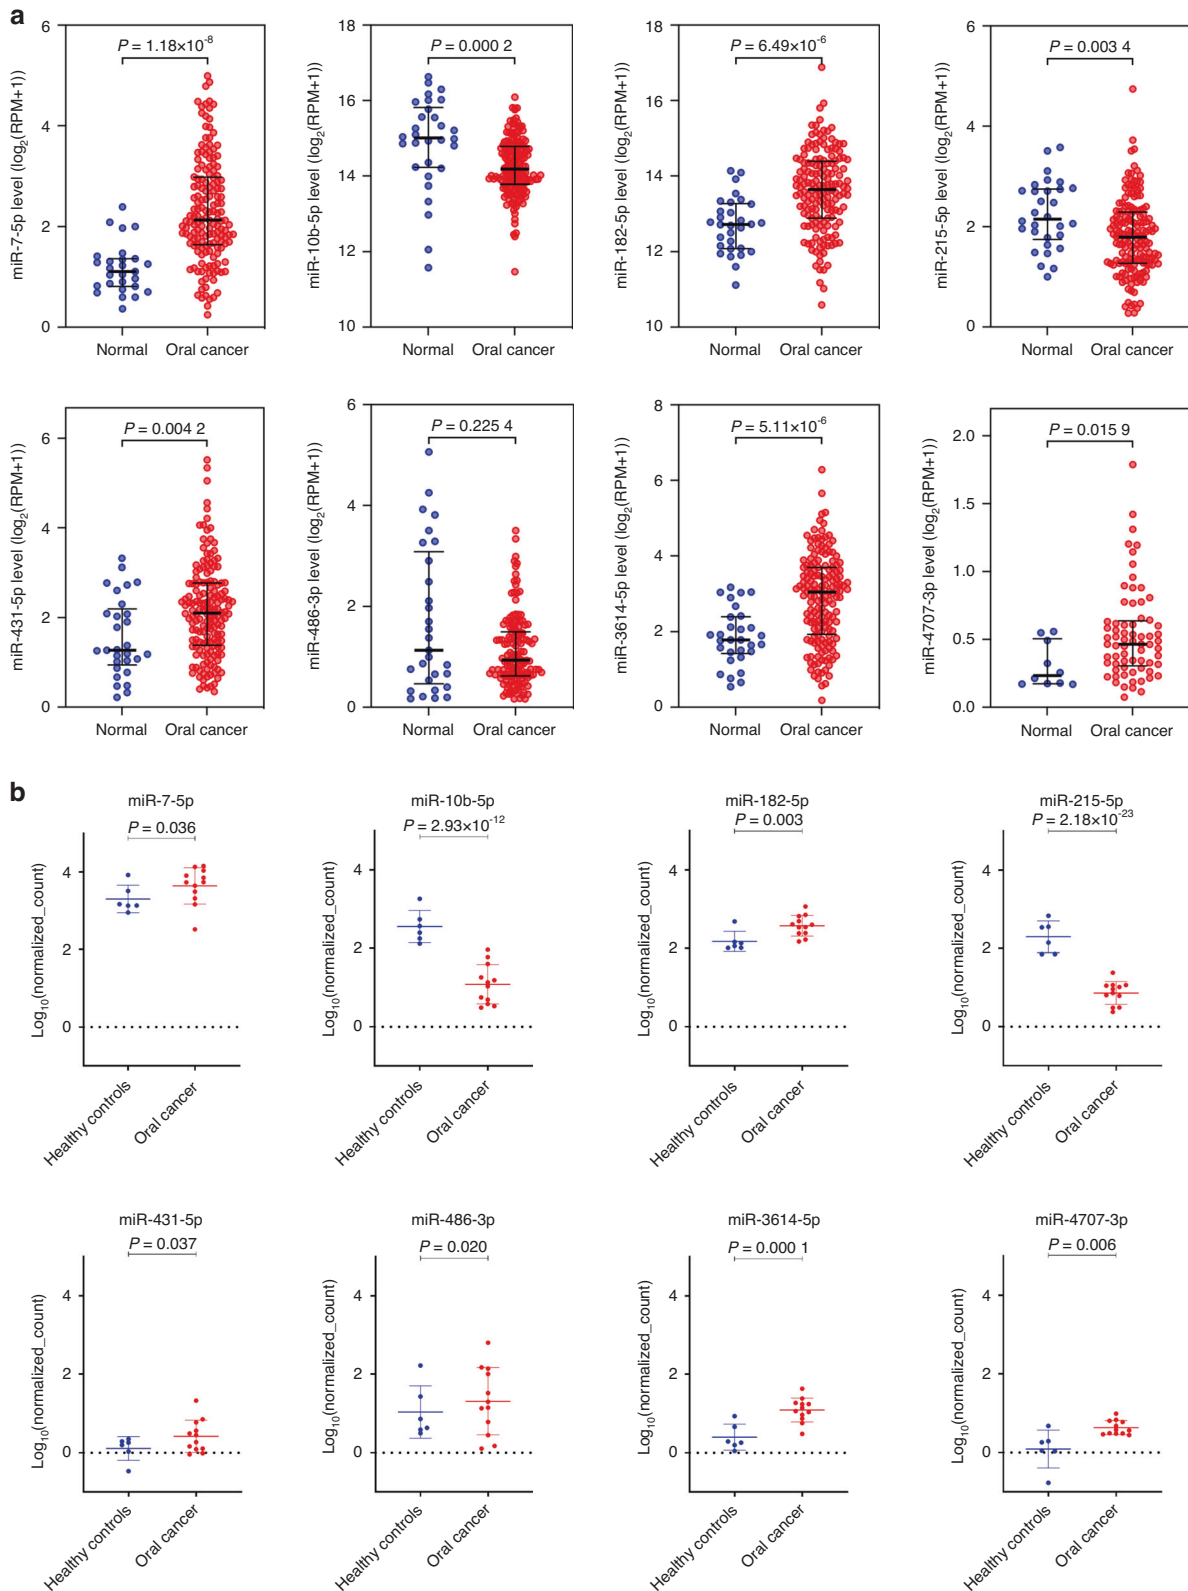 a
miR-7-5p level (log2(RPM+1))
6
4
2
0
P = 1.18×10-8
Normal
Oral cancer
miR-10b-5p level (log2(RPM+1))
18
16
14
12
10
P = 0.000 2
Normal
Oral cancer
miR-182-5p level (log2(RPM+1))
18
16
14
12
10
P = 6.49×10-6
Normal
Oral cancer
miR-215-5p level (log2(RPM+1))
6
4
2
0
P = 0.003 4
Normal
Oral cancer
miR-431-5p level (log2(RPM+1))
6
4
2
0
P = 0.004 2
Normal
Oral cancer
miR-486-3p level (log2(RPM+1))
6
4
2
0
P = 0.225 4
Normal
Oral cancer
miR-3614-5p level (log2(RPM+1))
8
6
4
2
0
P = 5.11×10-6
Normal
Oral cancer
miR-4707-3p level (log2(RPM+1))
2.0
1.5
1.0
0.5
0.0
P = 0.015 9
Normal
Oral cancer
b
miR-7-5p
P = 0.036
Log10(normalized_count)
4
2
0
Healthy controls
Oral cancer
miR-10b-5p
P = 2.93×10-12
Log10(normalized_count)
4
2
0
Healthy controls
Oral cancer
miR-182-5p
P = 0.003
Log10(normalized_count)
4
2
0
Healthy controls
Oral cancer
miR-215-5p
P = 2.18×10-23
Log10(normalized_count)
4
2
0
Healthy controls
Oral cancer
miR-431-5p
P = 0.037
Log10(normalized_count)
4
2
0
Healthy controls
Oral cancer
miR-486-3p
P = 0.020
Log10(normalized_count)
4
2
0
Healthy controls
Oral cancer
miR-3614-5p
P = 0.000 1
Log10(normalized_count)
4
2
0
Healthy controls
Oral cancer
miR-4707-3p
P = 0.006
Log10(normalized_count)
4
2
0
Healthy controls
Oral cancer